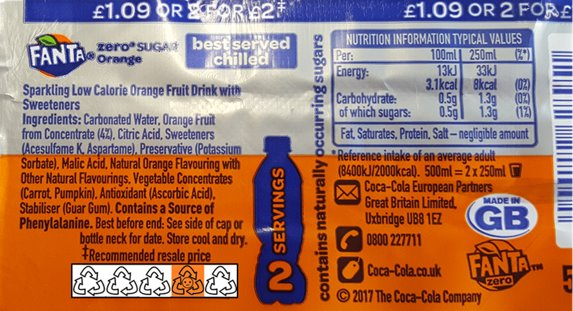 £1.09 OR 2 FOR £2‡
£1.09 OR 2 FOR £
FANTA®
zero® SUGAR
Orange
best served
chilled
Sparkling Low Calorie Orange Fruit Drink with
Sweeteners
Ingredients: Carbonated Water, Orange Fruit
from Concentrate (4%), Citric Acid, Sweeteners
(Acesulfame K, Aspartame), Preservative (Potassium
Sorbate), Malic Acid, Natural Orange Flavouring with
Other Natural Flavourings, Vegetable Concentrates
(Carrot, Pumpkin), Antioxidant (Ascorbic Acid),
Stabiliser (Guar Gum). Contains a Source of
Phenylalanine. Best before end: See side of cap or
bottle neck for date. Store cool and dry.
‡Recommended resale price
2 SERVINGS
contains naturally occurring sugars
NUTRITION INFORMATION TYPICAL VALUES
Per: 100ml 250ml (%*)
Energy: 13kJ 33kJ
3.1kcal 8kcal (0%)
Carbohydrate: 0.5g 1.3g (0%)
of which sugars: 0.5g 1.3g (1%)
Fat, Saturates, Protein, Salt – negligible amount
*Reference intake of an average adult
(8400kJ/2000kcal). 500ml = 2 x 250ml
Coca-Cola European Partners
Great Britain Limited,
Uxbridge UB8 1EZ
0800 227711
Coca-Cola.co.uk
© 2017 The Coca-Cola Company
MADE IN
GB
FANTA™
zero
5